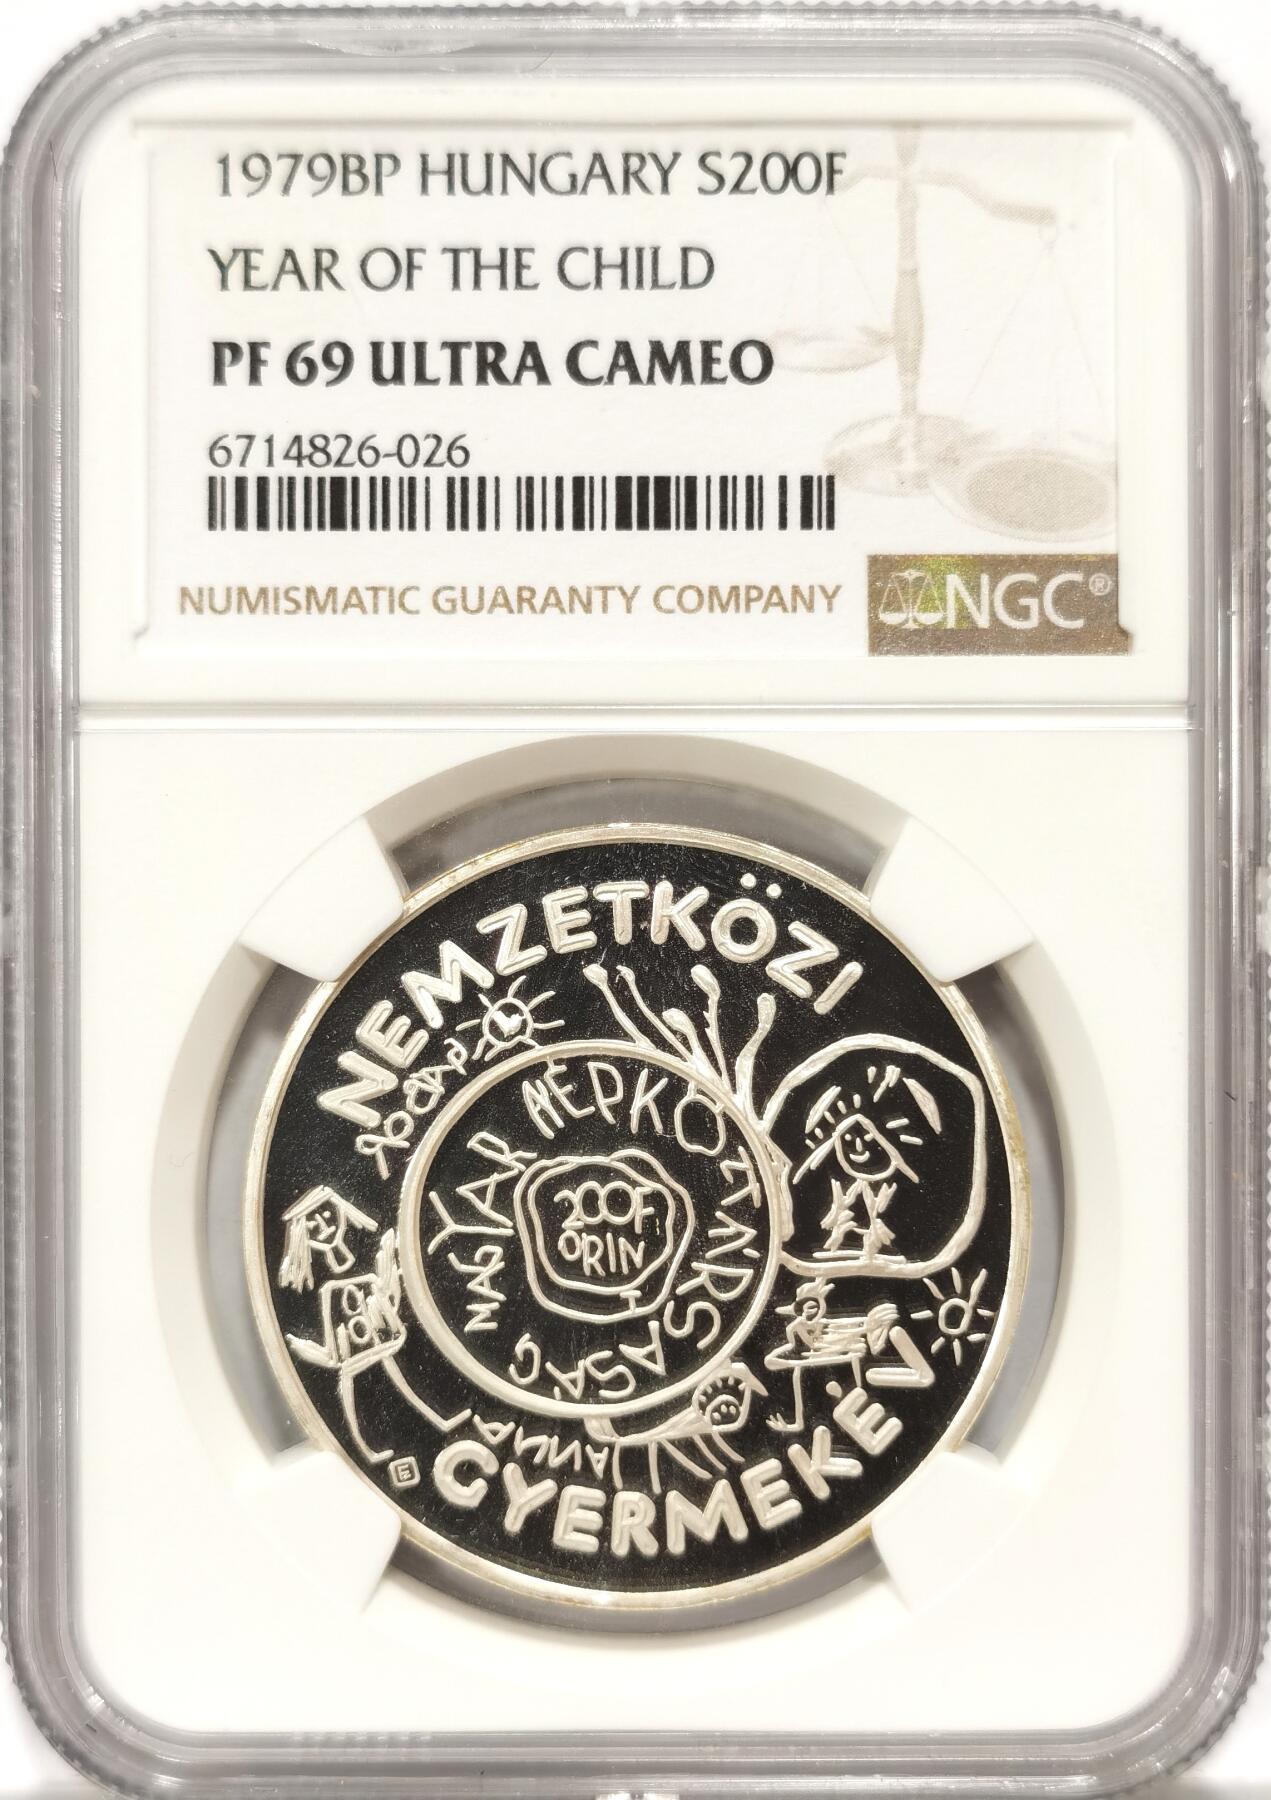 1979BP HUNGARY S200F
YEAR OF THE CHILD
PF 69 ULTRA CAMEO
6714826-026
NUMISMATIC GUARANTY COMPANY
NGC®
NEMZETKÖZI
GYERMEKÉV
MAGYAR NÉPKÖZTÁRSASÁG
200 F
ORINT